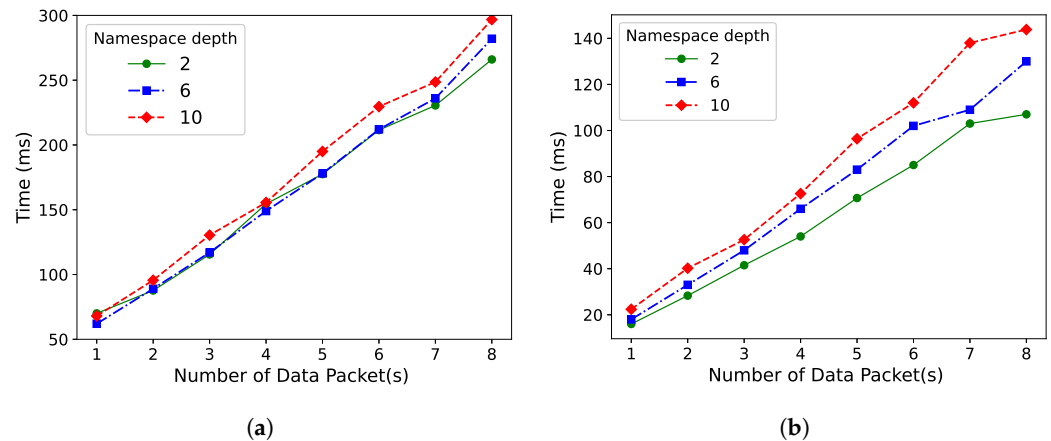 300
250
200
150
100
50
Time (ms)
Namespace depth
2
6
10
1 2 3 4 5 6 7 8
Number of Data Packet(s)
(a)
140
120
100
80
60
40
20
Time (ms)
Namespace depth
2
6
10
1 2 3 4 5 6 7 8
Number of Data Packet(s)
(b)